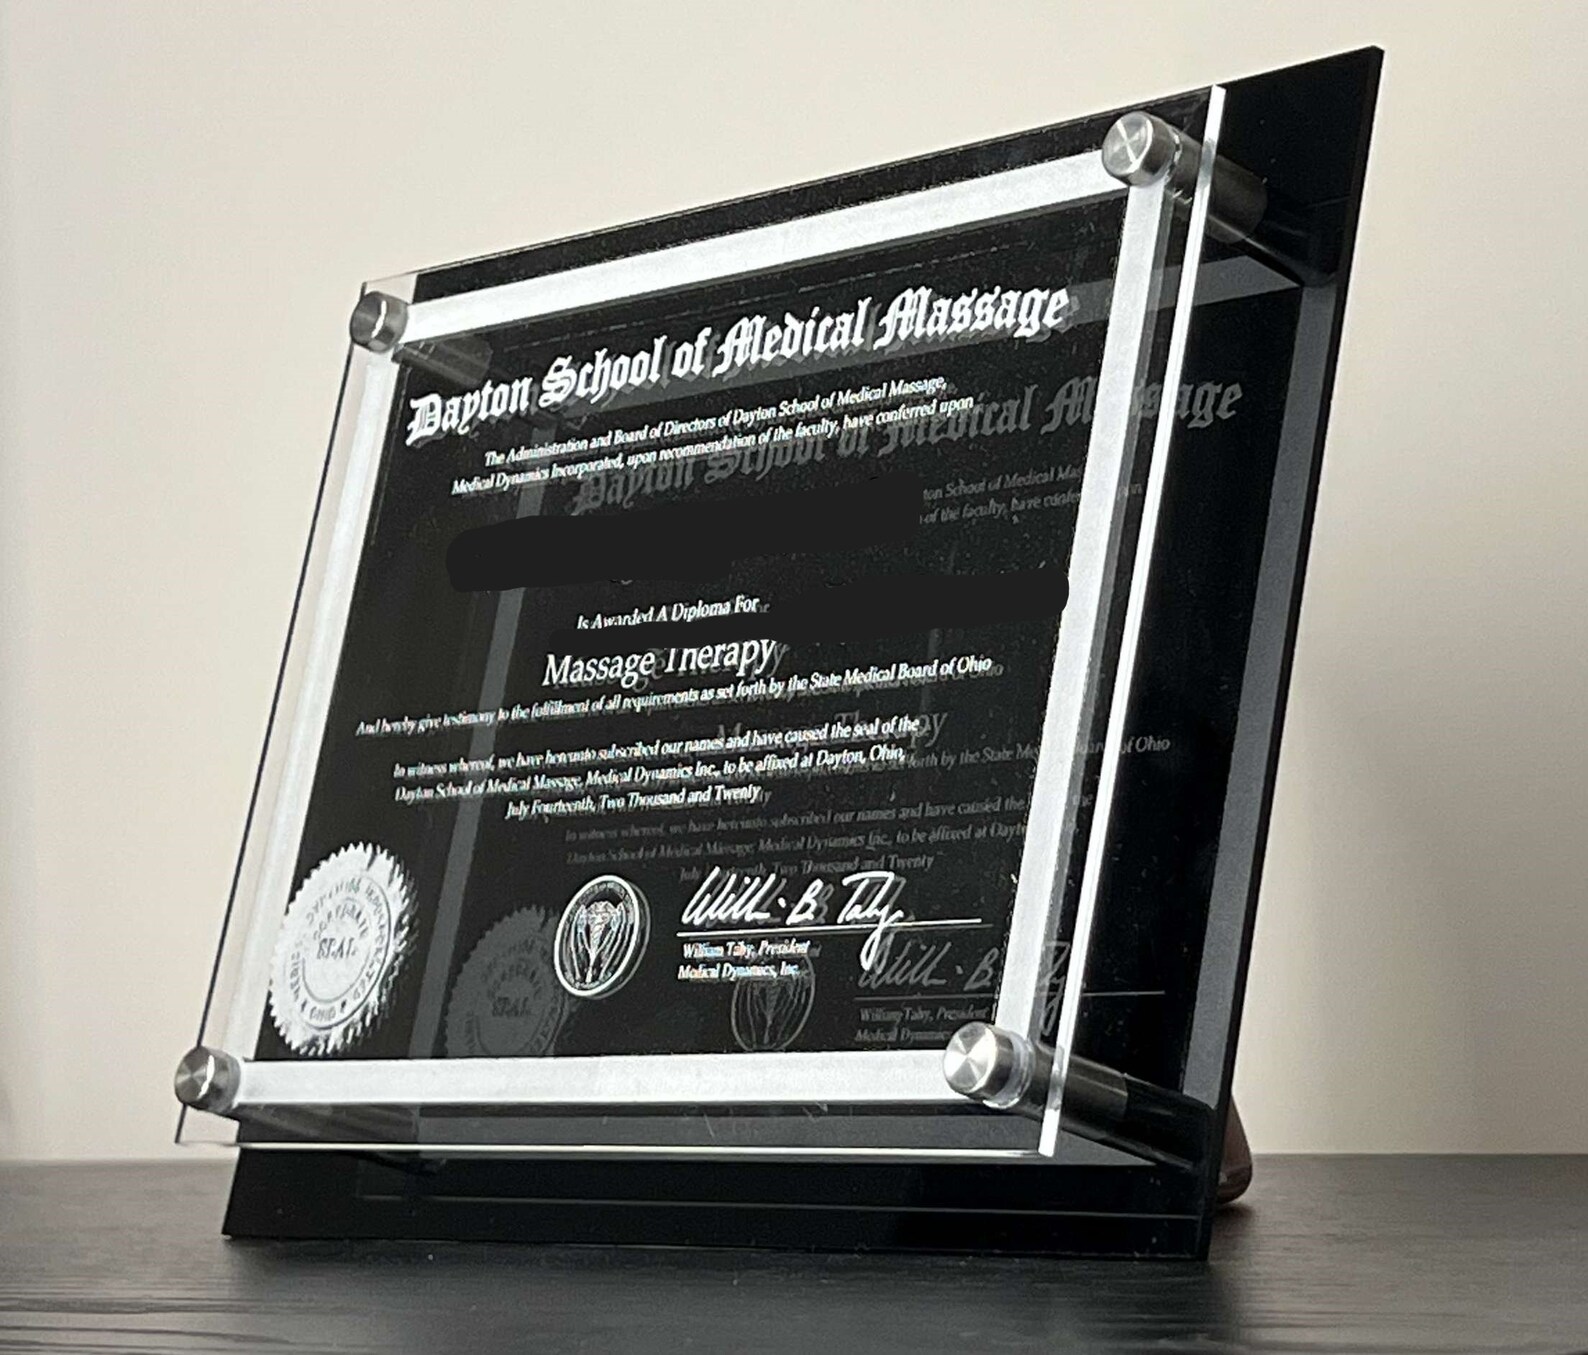 Dayton School of Medical Massage
The Administration and Board of Directors of Dayton School of Medical Massage,
Medical Dynamics Incorporated, upon recommendation of the faculty, have conferred upon
Is Awarded A Diploma For
Massage Therapy
And hereby give testimony to the fulfillment of all requirements as set forth by the State Medical Board of Ohio
In witness whereof, we have hereunto subscribed our names and have caused the seal of the
Dayton School of Medical Massage, Medical Dynamics Inc., to be affixed at Dayton, Ohio,
July Fourteenth, Two Thousand and Twenty
CORPORATE
SEAL
OHIO
William Taby, President
Medical Dynamics, Inc.